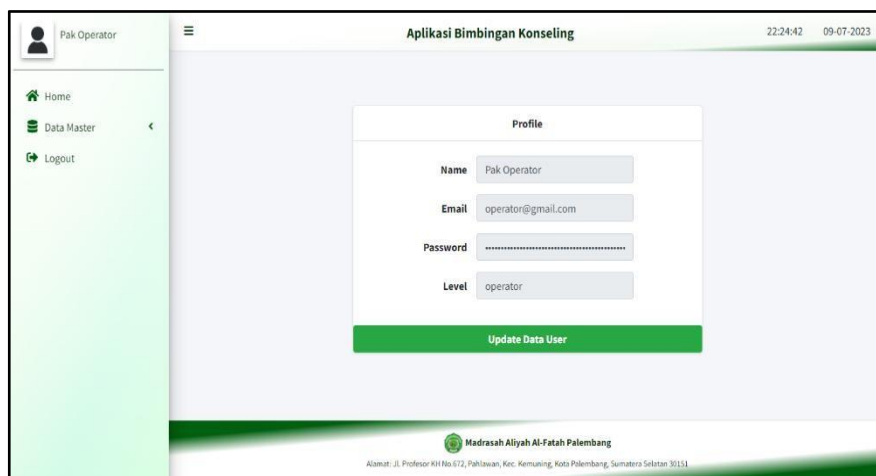 Pak Operator
Aplikasi Bimbingan Konseling
22:24:42 09-07-2023
Home
Data Master
Logout
Profile
Name Pak Operator
Email operator@gmail.com
Password
Level operator
Update Data User
Madrasah Aliyah Al-Fatah Palembang
Alamat: Jl. Profesor KH No.672, Pahlawan, Kec. Kemuning, Kota Palembang, Sumatera Selatan 30151